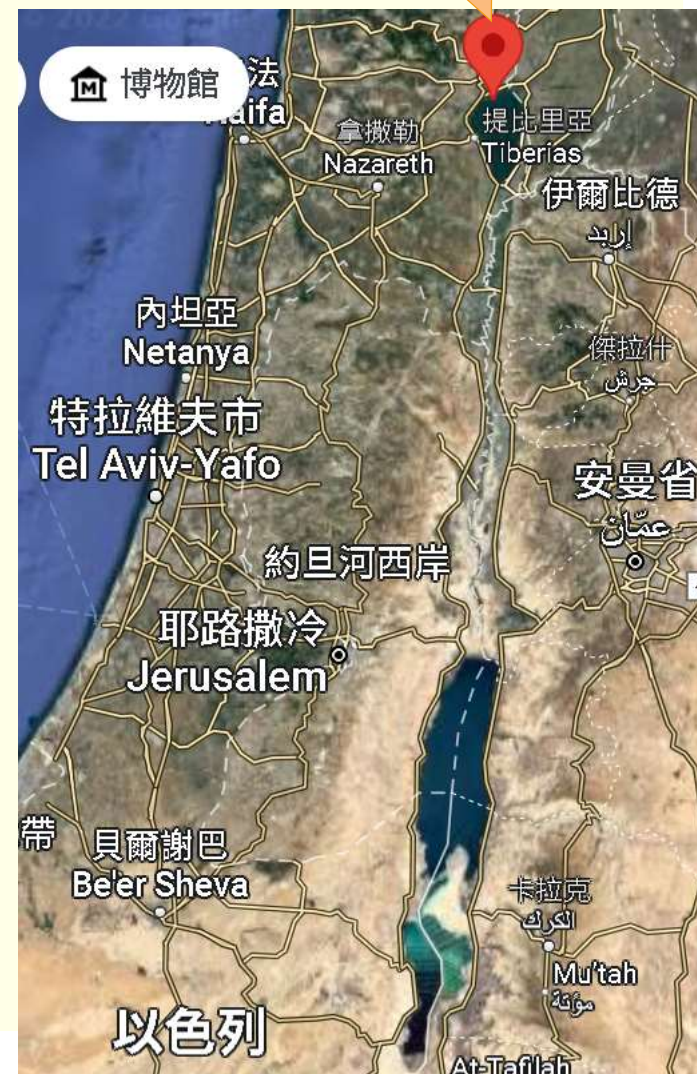 博物館
法
Haifa
拿撒勒
Nazareth
提比里亞
Tiberias
伊爾比德
إربد
內坦亞
Netanya
傑拉什
جرش
特拉維夫市
Tel Aviv-Yafo
安曼省
عمّان
約旦河西岸
耶路撒冷
Jerusalem
帶
貝爾謝巴
Be'er Sheva
卡拉克
الكرك
Mu'tah
مؤتة
以色列
At-Tafilah